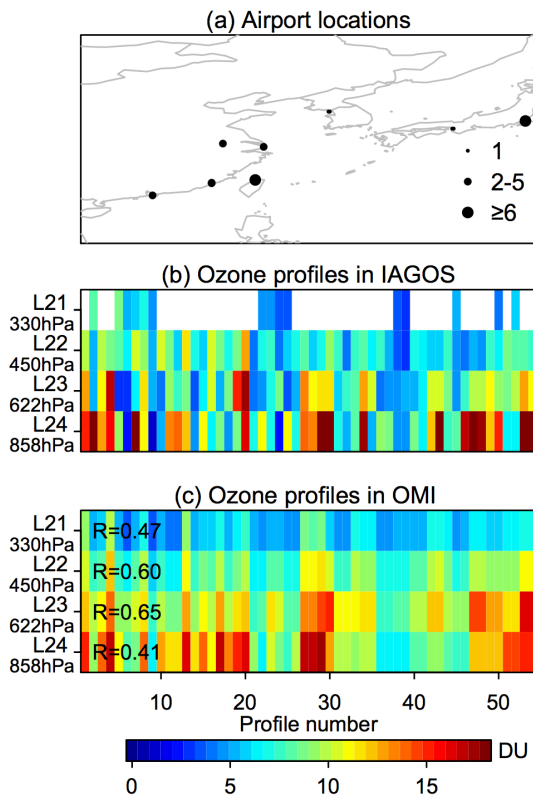 (a) Airport locations
1
2-5
≥6
(b) Ozone profiles in IAGOS
L21
330hPa
L22
450hPa
L23
622hPa
L24
858hPa
(c) Ozone profiles in OMI
L21 R=0.47
330hPa
L22 R=0.60
450hPa
L23 R=0.65
622hPa
L24 R=0.41
858hPa
10 20 30 40 50
Profile number
DU
0 5 10 15